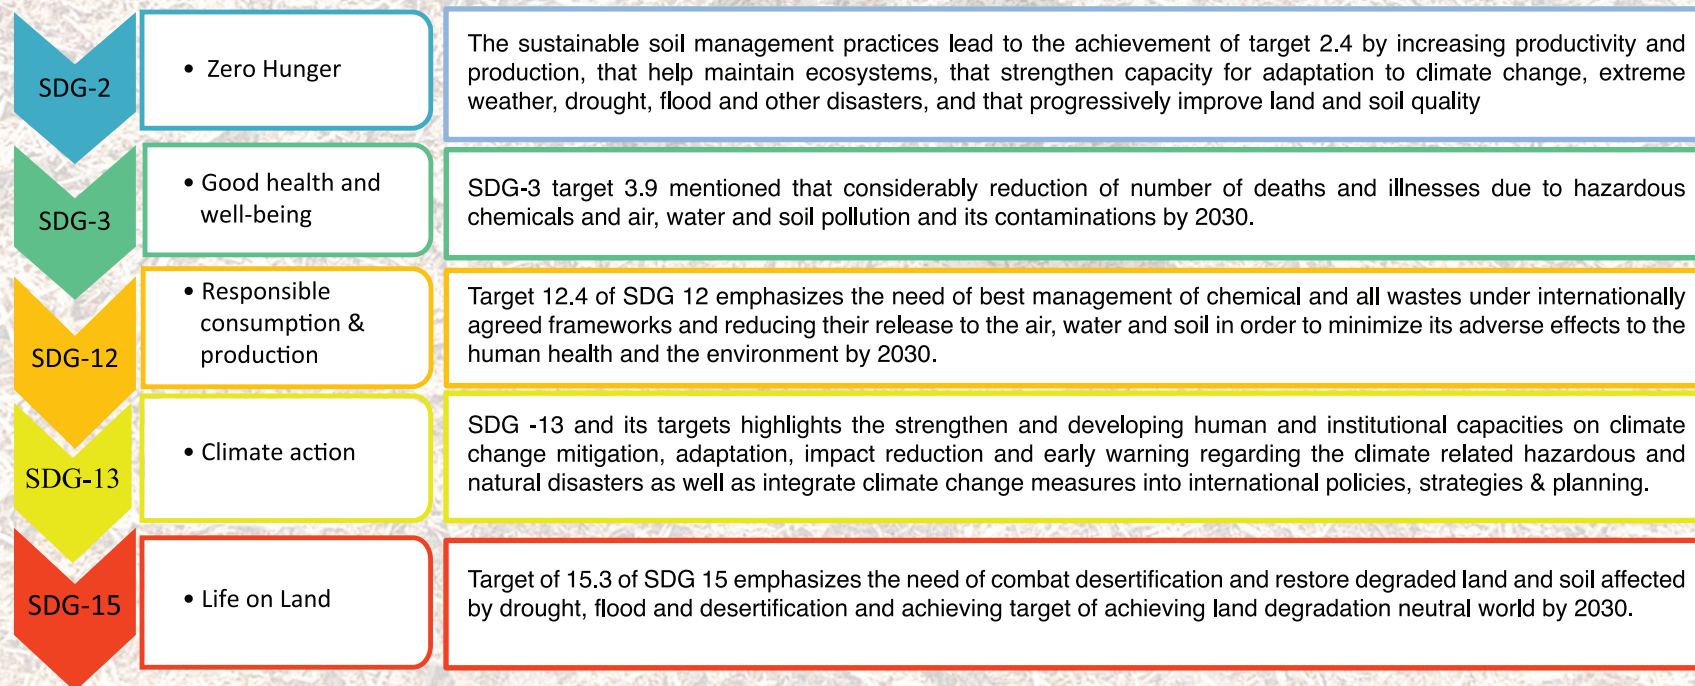 SDG-2
• Zero Hunger
The sustainable soil management practices lead to the achievement of target 2.4 by increasing productivity and
production, that help maintain ecosystems, that strengthen capacity for adaptation to climate change, extreme
weather, drought, flood and other disasters, and that progressively improve land and soil quality
SDG-3
• Good health and
well-being
SDG-3 target 3.9 mentioned that considerably reduction of number of deaths and illnesses due to hazardous
chemicals and air, water and soil pollution and its contaminations by 2030.
SDG-12
• Responsible
consumption &
production
Target 12.4 of SDG 12 emphasizes the need of best management of chemical and all wastes under internationally
agreed frameworks and reducing their release to the air, water and soil in order to minimize its adverse effects to the
human health and the environment by 2030.
SDG-13
• Climate action
SDG -13 and its targets highlights the strengthen and developing human and institutional capacities on climate
change mitigation, adaptation, impact reduction and early warning regarding the climate related hazardous and
natural disasters as well as integrate climate change measures into international policies, strategies & planning.
SDG-15
• Life on Land
Target of 15.3 of SDG 15 emphasizes the need of combat desertification and restore degraded land and soil affected
by drought, flood and desertification and achieving target of achieving land degradation neutral world by 2030.